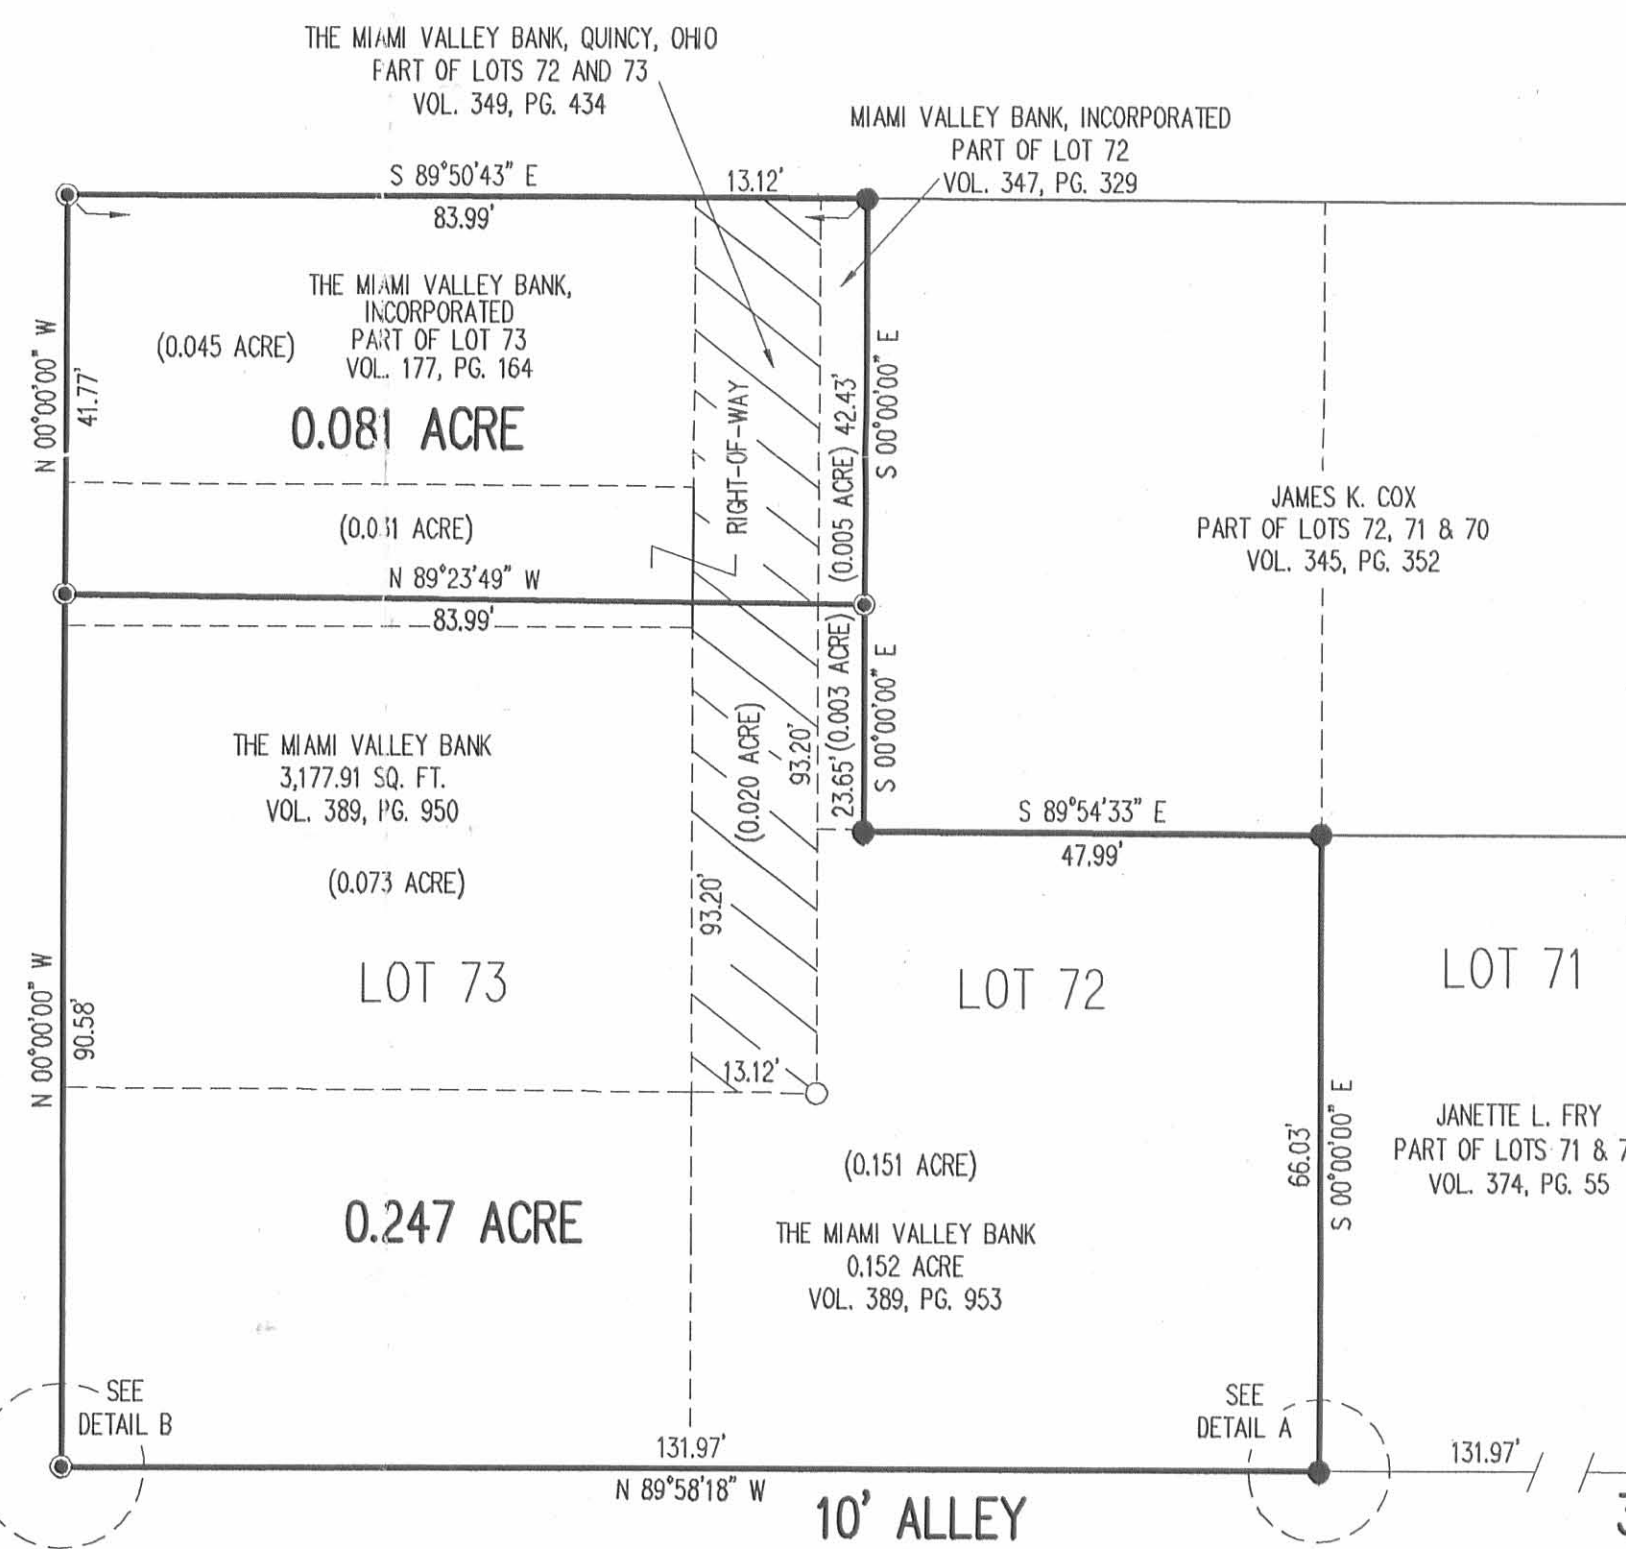 THE MIAMI VALLEY BANK, QUINCY, OHIO
PART OF LOTS 72 AND 73
VOL. 349, PG. 434
MIAMI VALLEY BANK, INCORPORATED
PART OF LOT 72
VOL. 347, PG. 329
S 89°50'43" E
13.12'
83.99'
THE MIAMI VALLEY BANK,
INCORPORATED
PART OF LOT 73
VOL. 177, PG. 164
(0.045 ACRE)
0.081 ACRE
N 00°00'00" W
41.77'
RIGHT-OF-WAY
(0.005 ACRE) 42.43'
S 00°00'00" E
JAMES K. COX
PART OF LOTS 72, 71 & 70
VOL. 345, PG. 352
(0.031 ACRE)
N 89°23'49" W
83.99'
THE MIAMI VALLEY BANK
3,177.91 SQ. FT.
VOL. 389, PG. 950
(0.073 ACRE)
(0.020 ACRE)
93.20'
93.20'
23.65' (0.003 ACRE)
S 00°00'00" E
S 89°54'33" E
47.99'
LOT 73
LOT 72
LOT 71
N 00°00'00" W
90.58'
13.12'
66.03'
S 00°00'00" E
JANETTE L. FRY
PART OF LOTS 71 & 7
VOL. 374, PG. 55
(0.151 ACRE)
THE MIAMI VALLEY BANK
0.152 ACRE
VOL. 389, PG. 953
0.247 ACRE
SEE
DETAIL B
SEE
DETAIL A
131.97'
131.97'
N 89°58'18" W
10' ALLEY